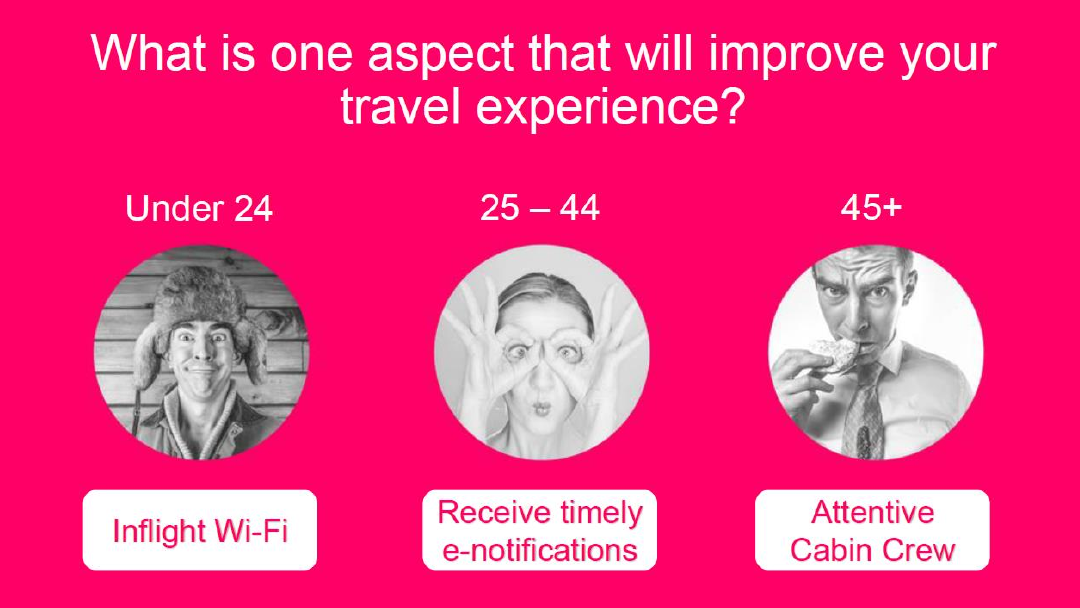 What is one aspect that will improve your
travel experience?
Under 24
25 – 44
45+
Inflight Wi-Fi
Receive timely
e-notifications
Attentive
Cabin Crew